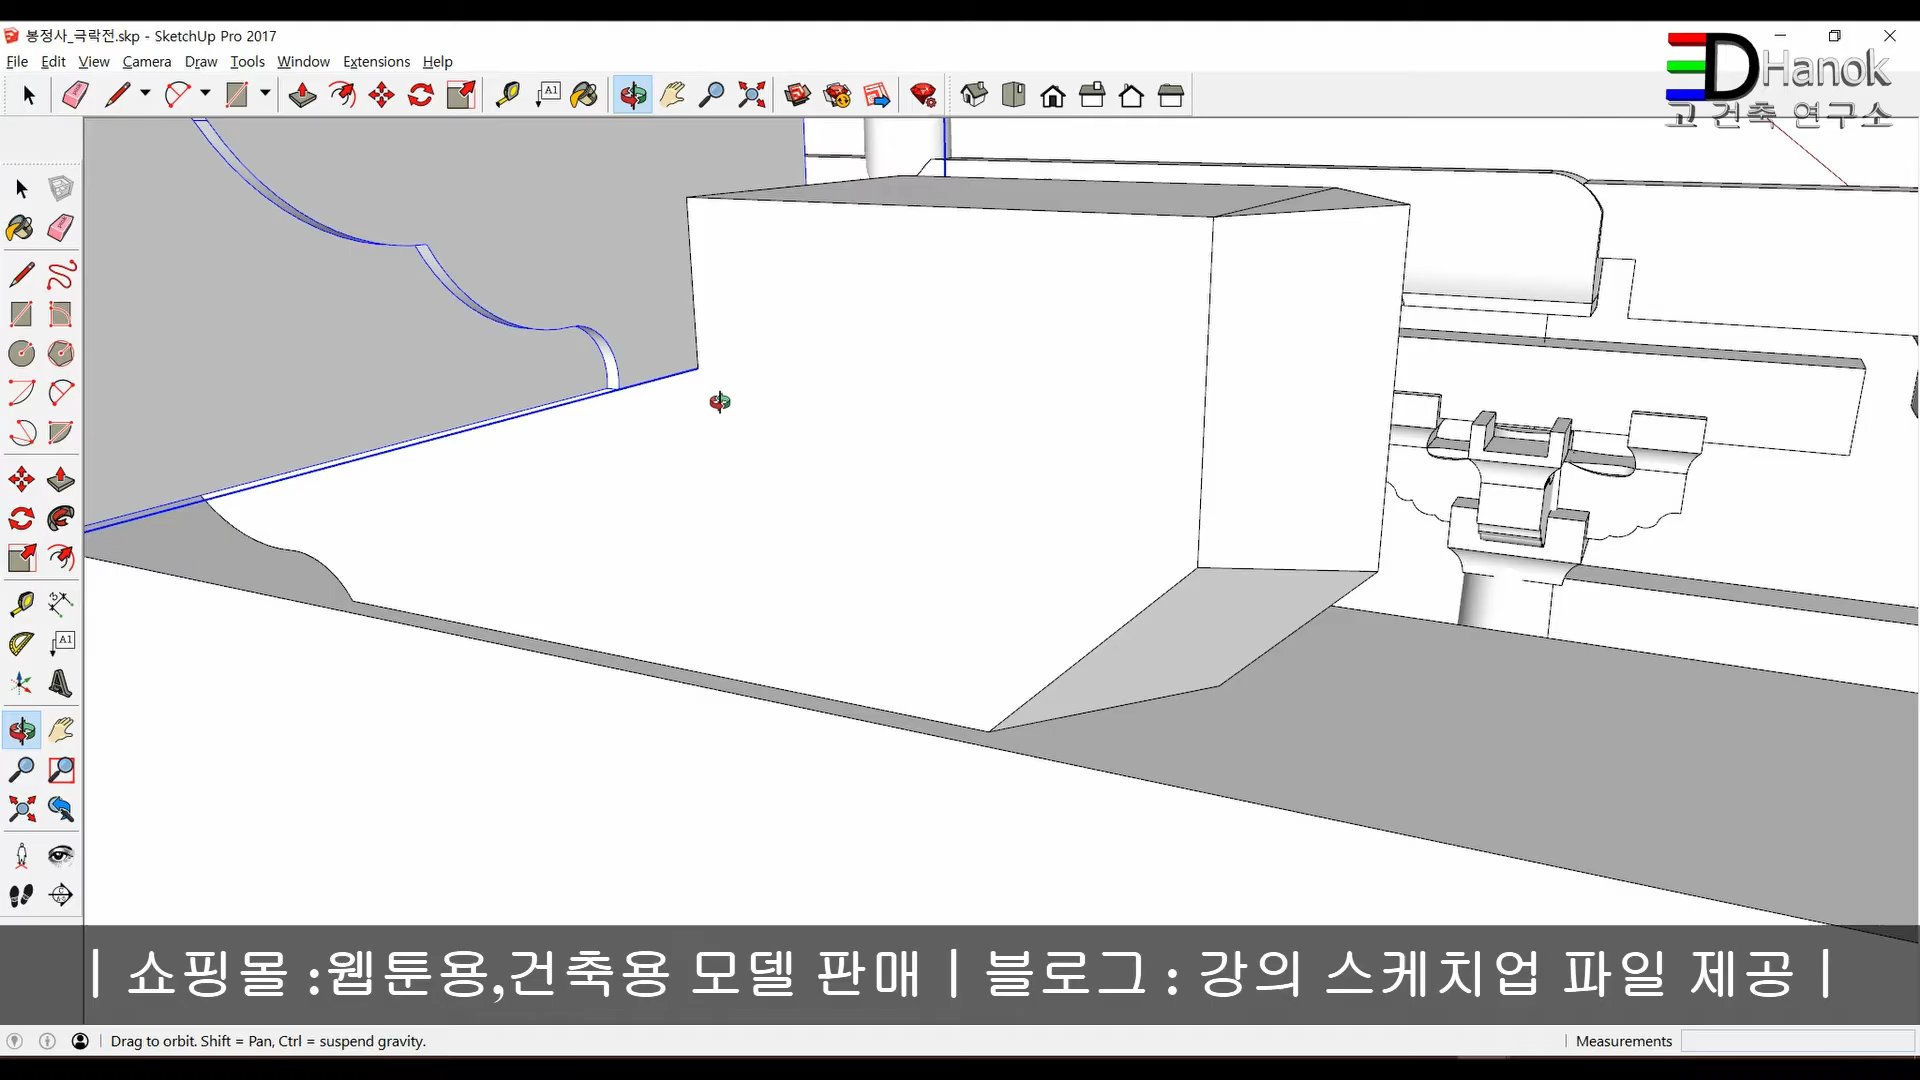 봉정사_극락전.skp - SketchUp Pro 2017
File Edit View Camera Draw Tools Window Extensions Help
3DHanok
고 건축 연구소
A1
A1
| 쇼핑몰 :웹툰용,건축용 모델 판매 | 블로그 : 강의 스케치업 파일 제공 |
Drag to orbit. Shift = Pan, Ctrl = suspend gravity.
Measurements